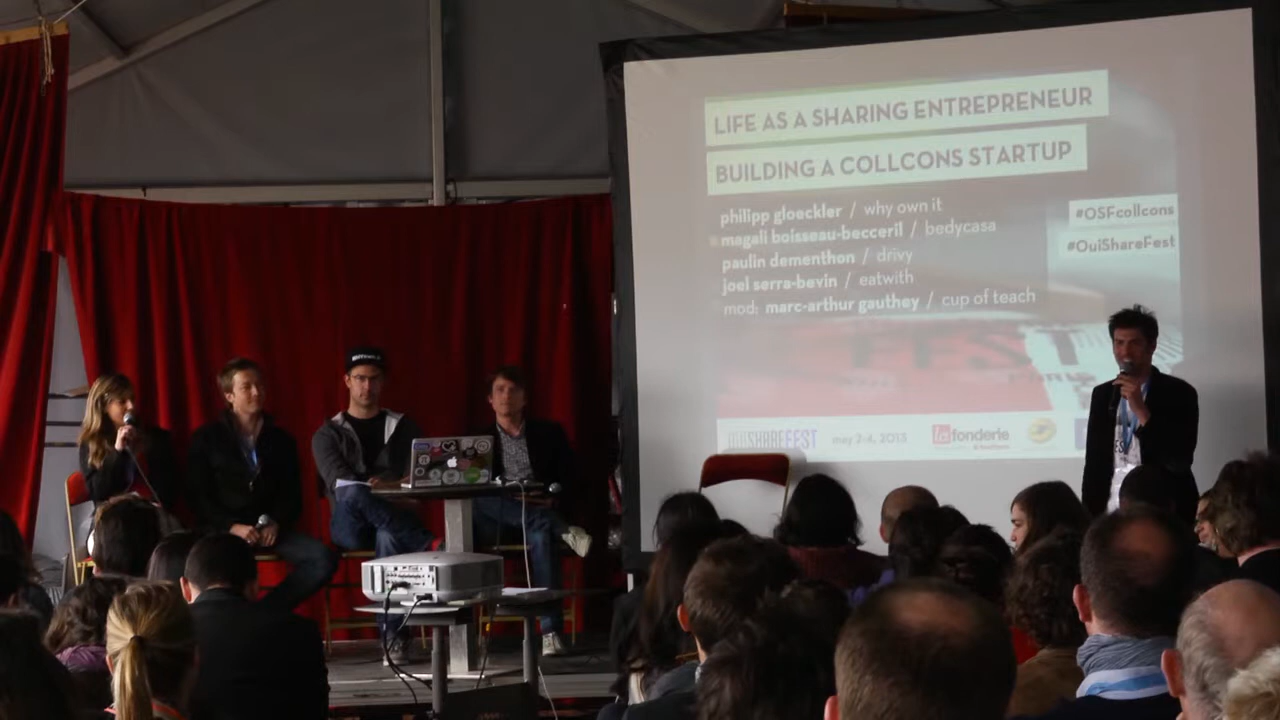 LIFE AS A SHARING ENTREPRENEUR
BUILDING A COLLCONS STARTUP
philipp gloeckler / why own it
magali boisseau-becceril / bedycasa
paulin dementhon / drivy
joel serra-bevin / eatwith
mod: marc-arthur gauthey / cup of teach
#OSFcollcons
#OuiShareFest
FEST
OUISHAREFEST
may 2-4, 2013
la fonderie